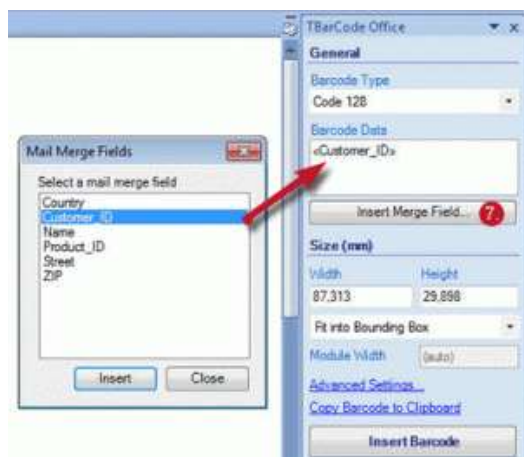 TBarCode Office
General
Barcode Type
Code 128
Barcode Data
«Customer_ID»
Insert Merge Field... 7
Size (mm)
Width Height
87,313 29,898
Fit into Bounding Box
Module Width (auto)
Advanced Settings...
Copy Barcode to Clipboard
Insert Barcode
Mail Merge Fields
Select a mail merge field
Country
Customer_ID
Name
Product_ID
Street
ZIP
Insert Close